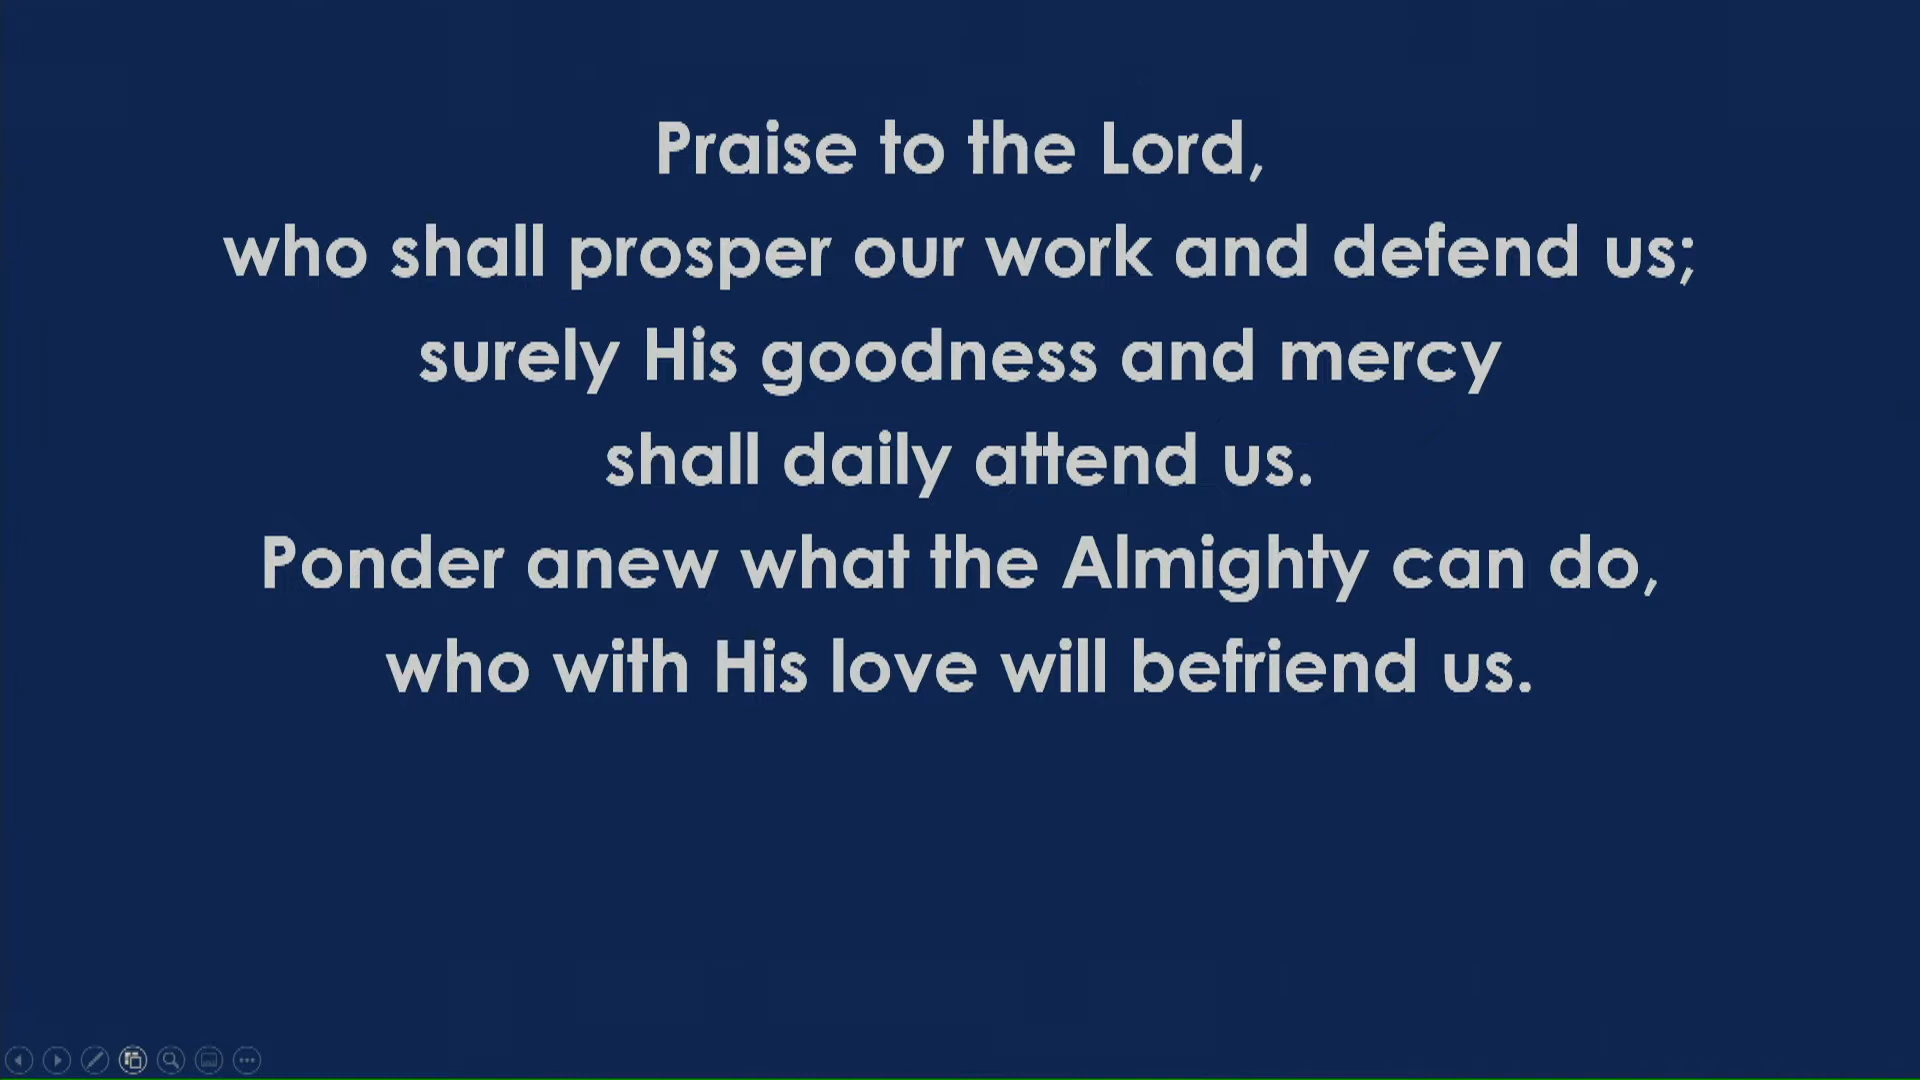 Praise to the Lord,
who shall prosper our work and defend us;
surely His goodness and mercy
shall daily attend us.
Ponder anew what the Almighty can do,
who with His love will befriend us.